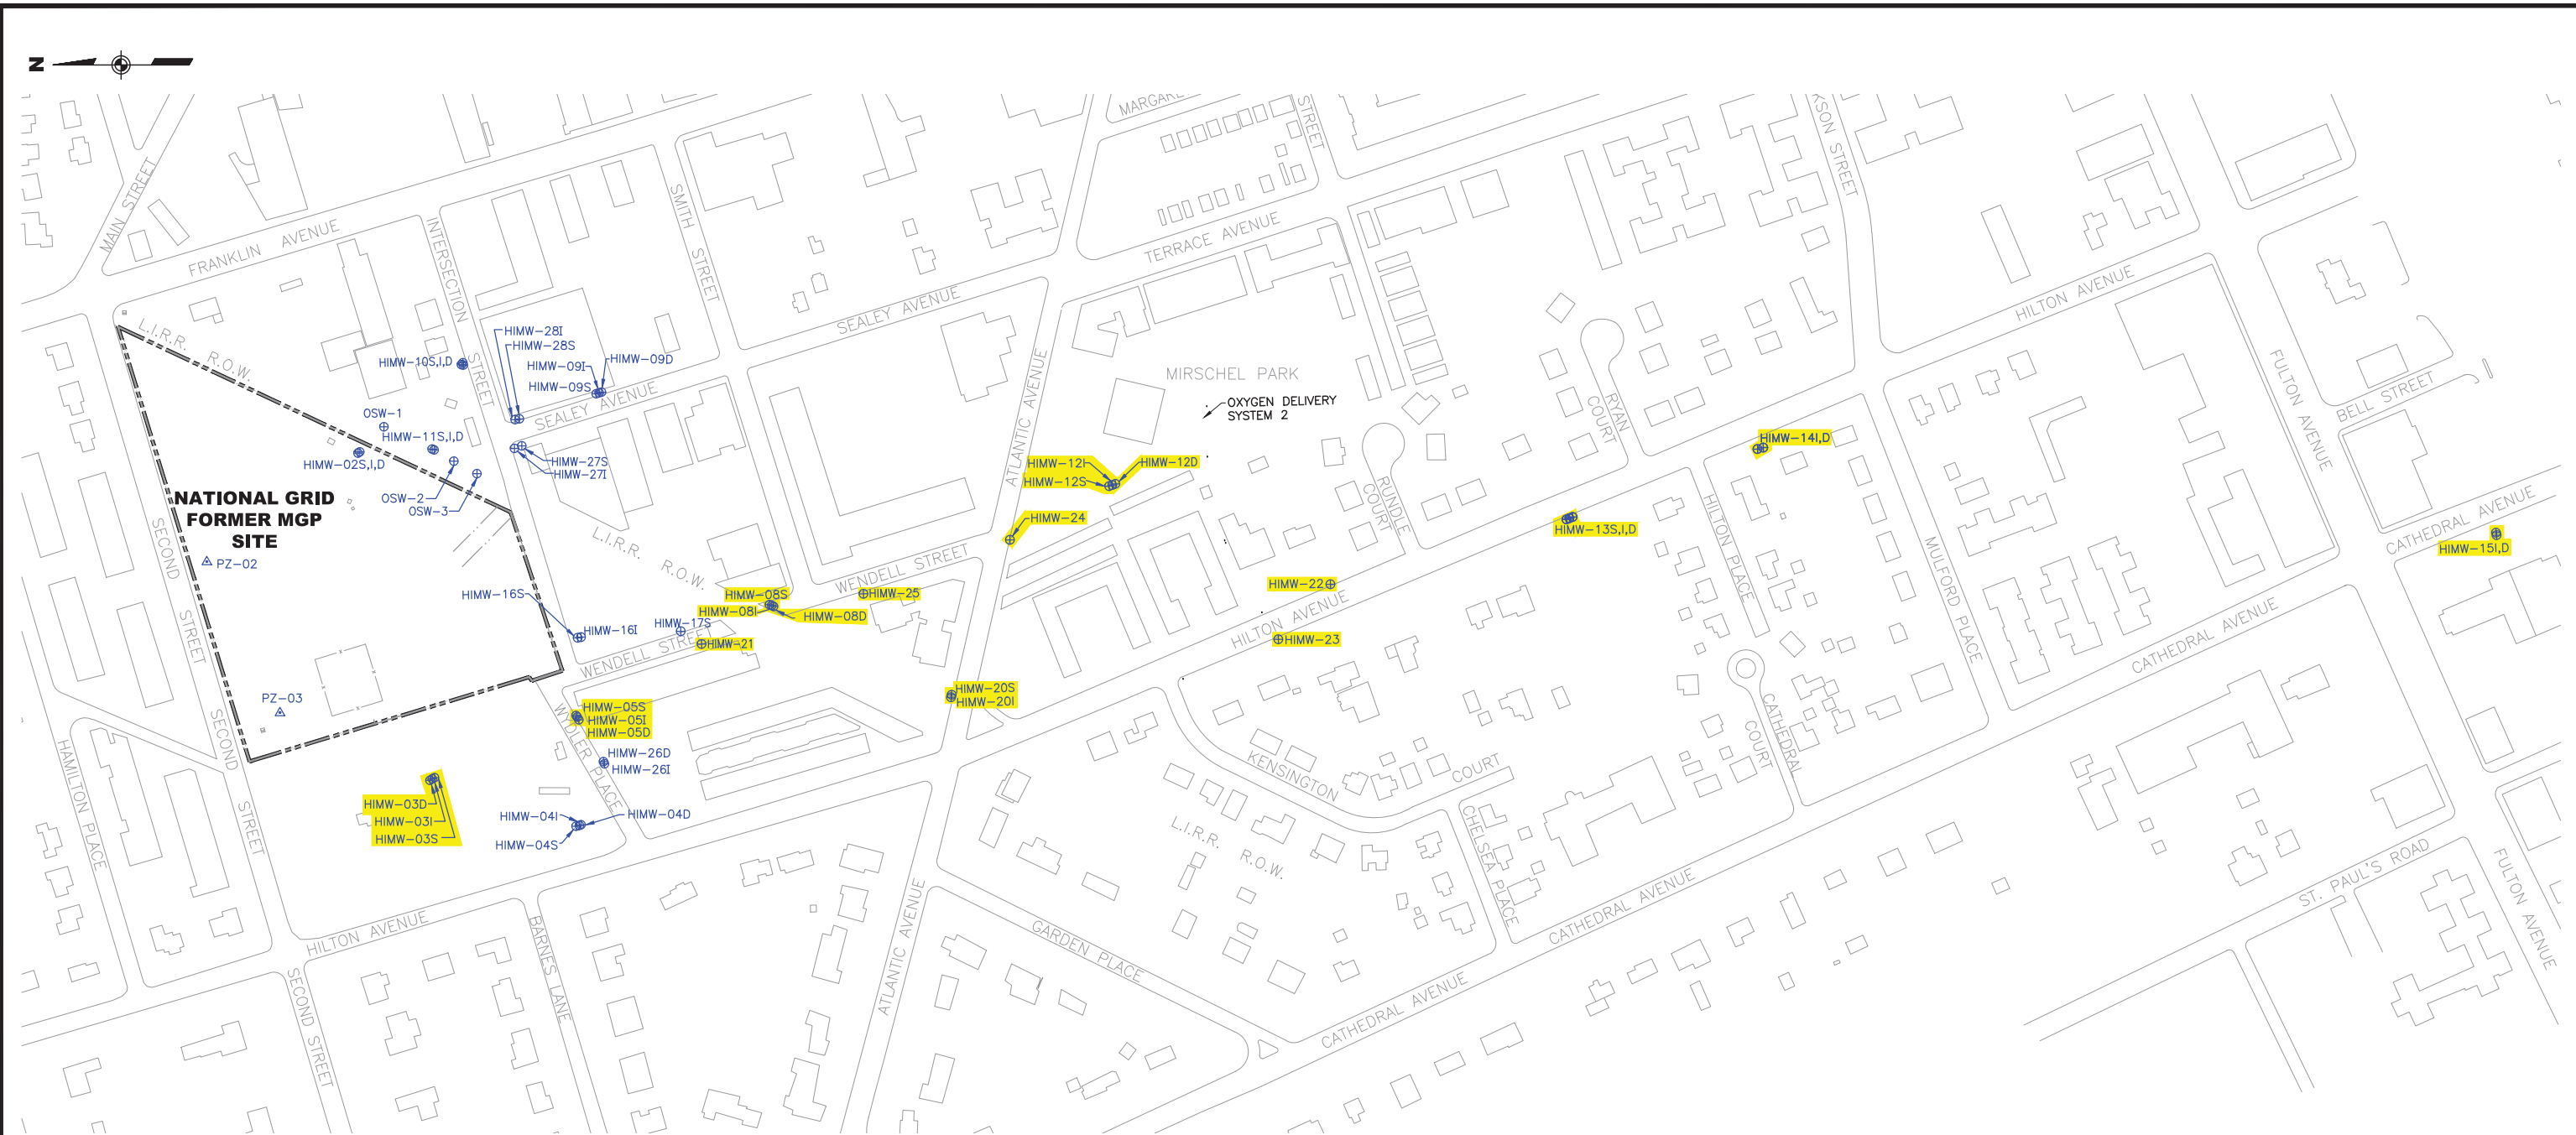 N
MAIN STREET
FRANKLIN AVENUE
L.I.R.R. R.O.W.
INTERSECTION
STREET
SMITH STREET
SEALEY AVENUE
SEALEY AVENUE
ATLANTIC AVENUE
STREET
TERRACE AVENUE
MIRSCHEL PARK
OXYGEN DELIVERY
SYSTEM 2
RYAN
COURT
RUNDLE
COURT
HILTON AVENUE
FULTON AVENUE
BELL STREET
CATHEDRAL AVENUE
HIMW-28I
HIMW-28S
HIMW-09I
HIMW-09D
HIMW-09S
HIMW-10S,I,D
OSW-1
HIMW-11S,I,D
HIMW-02S,I,D
OSW-2
OSW-3
HIMW-27S
HIMW-27I
NATIONAL GRID
FORMER MGP
SITE
PZ-02
PZ-03
SECOND STREET
SECOND STREET
HAMILTON PLACE
L.I.R.R. R.O.W.
HIMW-16S
HIMW-16I
HIMW-17S
HIMW-21
WENDELL STREET
HIMW-08S
HIMW-08I
HIMW-08D
HIMW-25
WENDELL STREET
HIMW-12I
HIMW-12D
HIMW-12S
HIMW-24
HIMW-22
HIMW-23
HILTON AVENUE
HIMW-13S,I,D
HIMW-14I,D
HILTON PLACE
MULFORD PLACE
HIMW-15I,D
CATHEDRAL AVENUE
CATHEDRAL
COURT
HIMW-20S
HIMW-20I
HIMW-05S
HIMW-05I
HIMW-05D
WYDLER PLACE
HIMW-26D
HIMW-26I
HIMW-04I
HIMW-04D
HIMW-04S
HIMW-03D
HIMW-03I
HIMW-03S
KENSINGTON COURT
L.I.R.R. R.O.W.
CHELSEA PLACE
CATHEDRAL AVENUE
ST. PAUL'S ROAD
FULTON AVENUE
HILTON AVENUE
BARNES LANE
SECOND STREET
ATLANTIC AVENUE
GARDEN PLACE
CATHEDRAL AVENUE